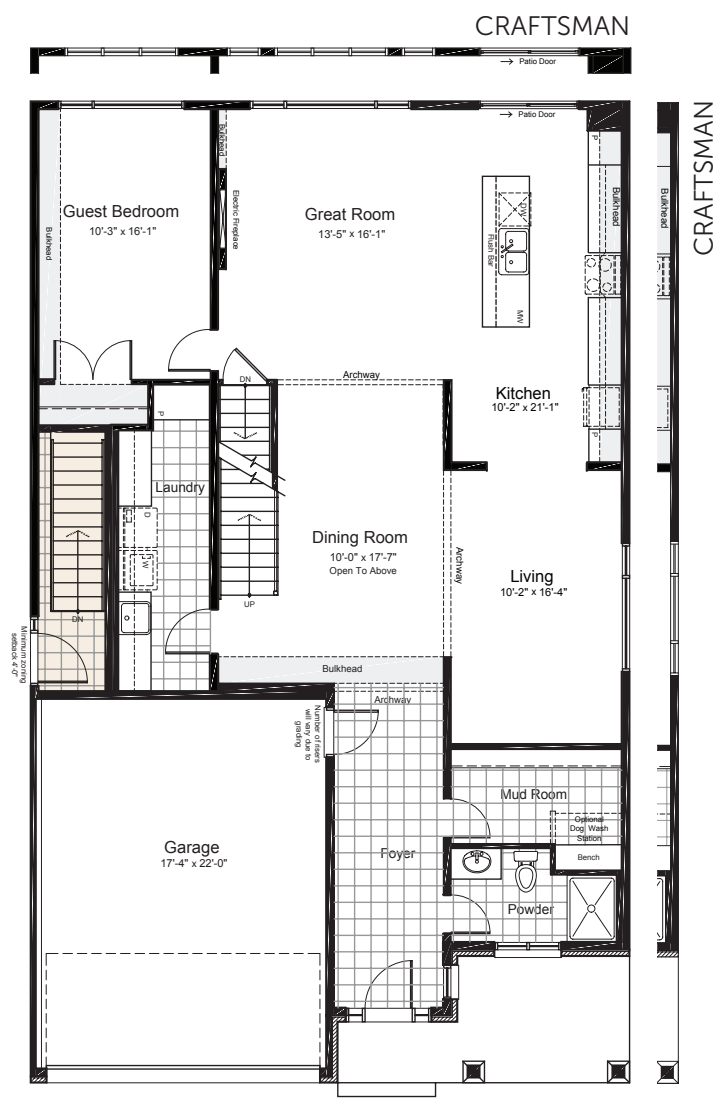 CRAFTSMAN
→ Patio Door
→ Patio Door
CRAFTSMAN
Bulkhead
P
Guest Bedroom
10'-3" x 16'-1"
Bulkhead
Electric Fireplace
Great Room
13'-5" x 16'-1"
DW
Flush Bar
MW
Bulkhead
Bulkhead
DN
Archway
Kitchen
10'-2" x 21'-1"
P
P
Laundry
D
W
Dining Room
10'-0" x 17'-7"
Open To Above
Archway
Living
10'-2" x 16'-4"
UP
DN
Minimum zoning
setback 4'-0"
Bulkhead
Archway
Number of risers
will vary due to
grading
Mud Room
Optional
Dog Wash
Station
Bench
Garage
17'-4" x 22'-0"
Foyer
Powder